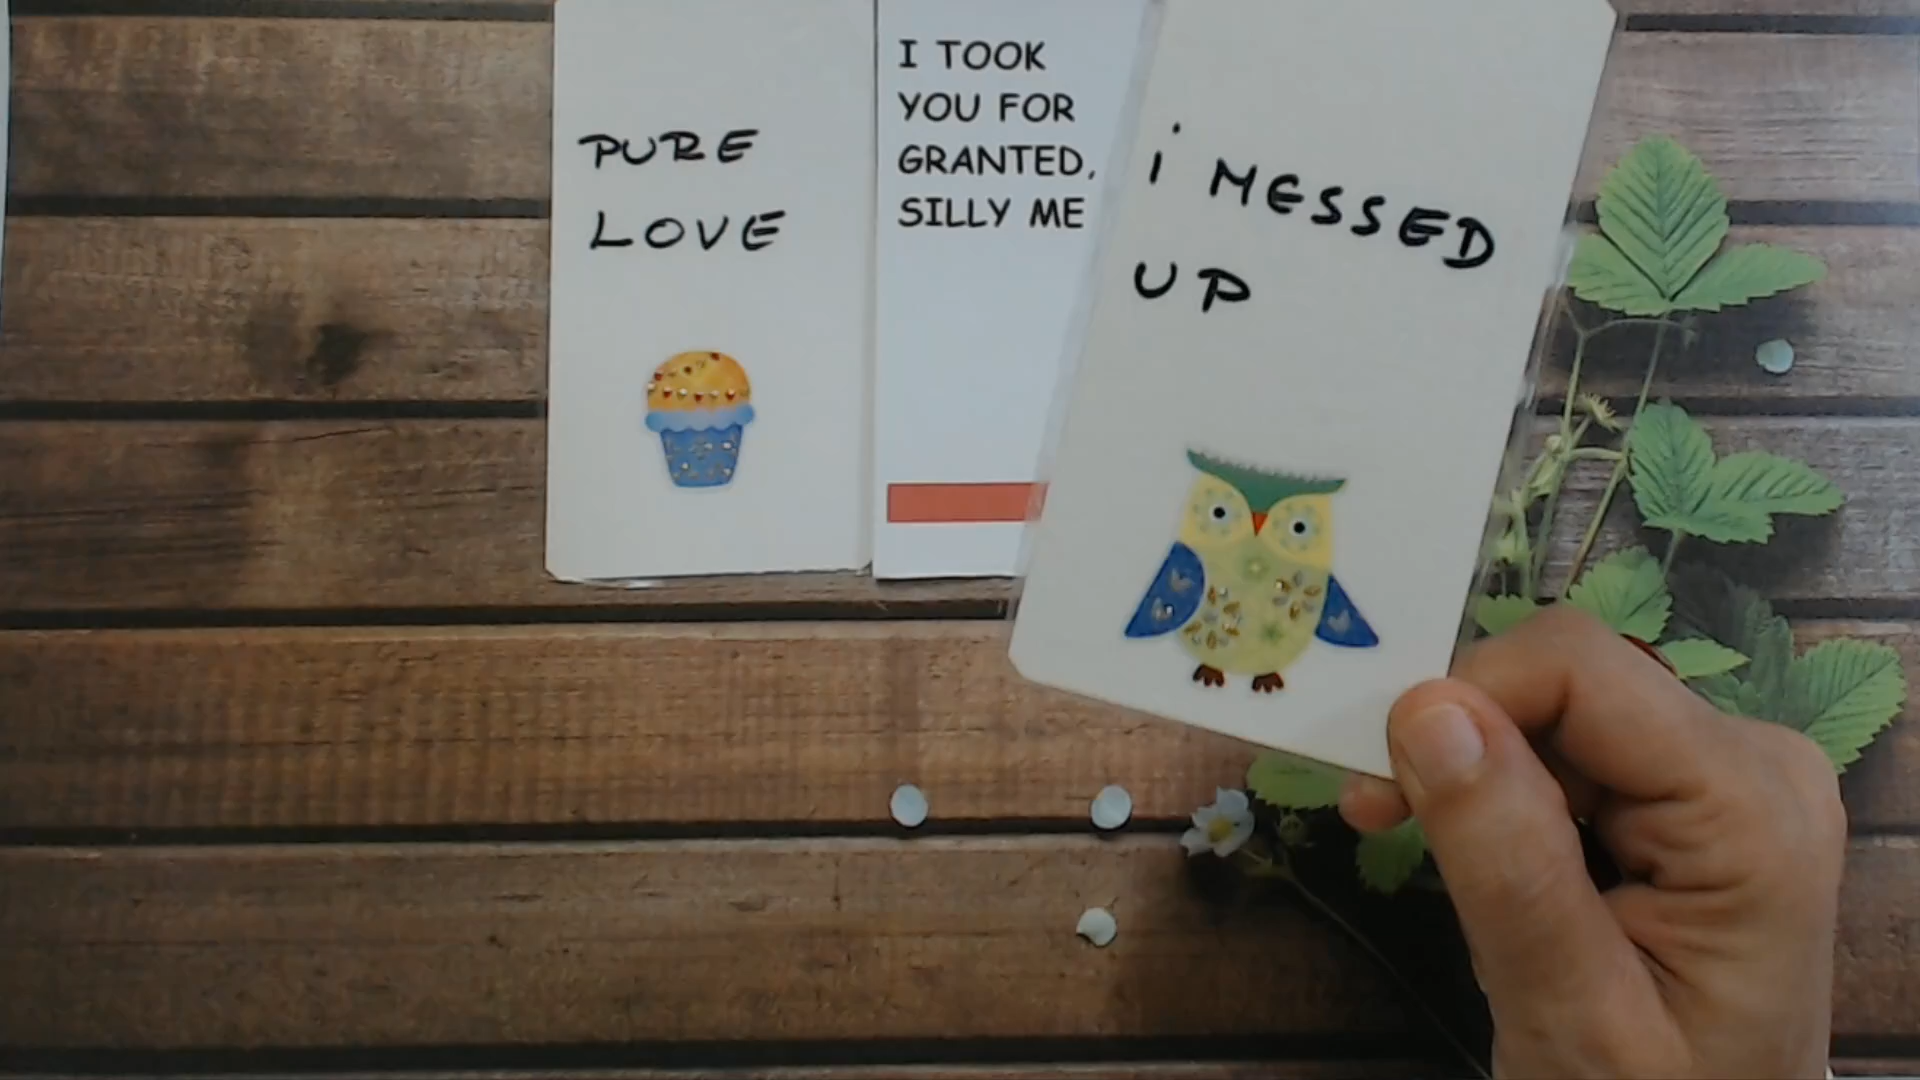 PURE
LOVE
I TOOK
YOU FOR
GRANTED,
SILLY ME
i MESSED
UP